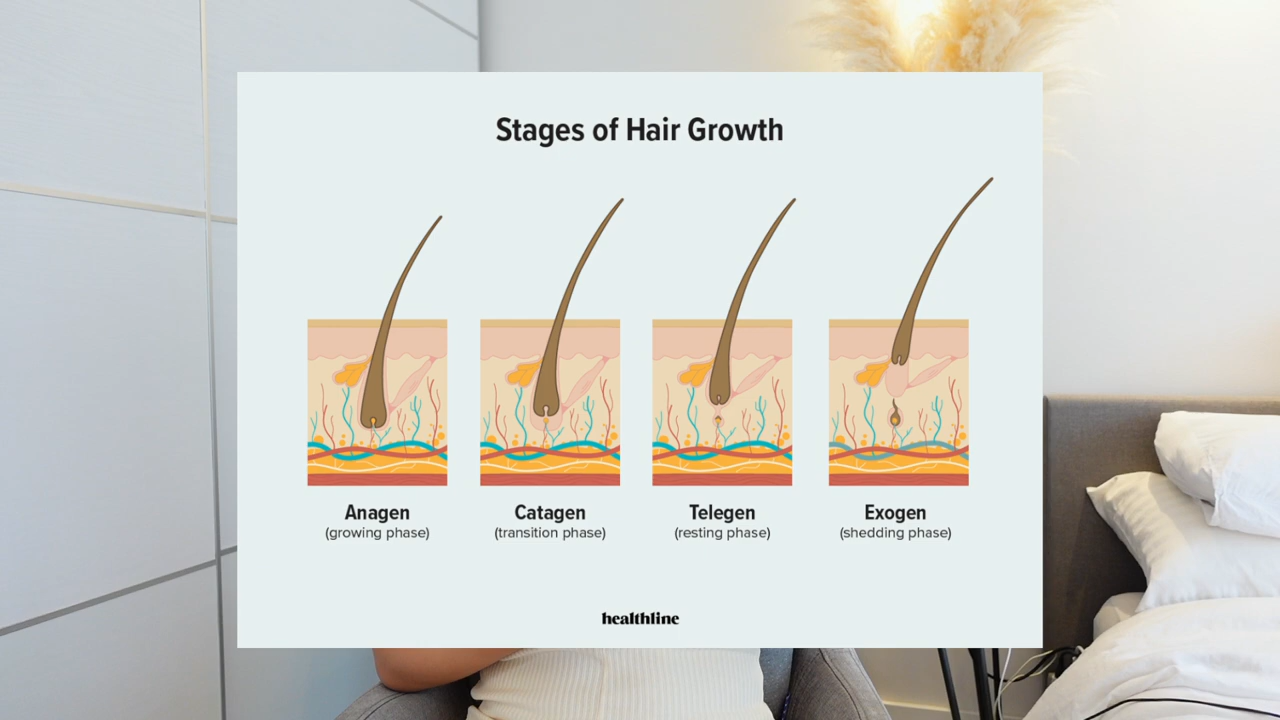 Stages of Hair Growth
Anagen
(growing phase)
Catagen
(transition phase)
Telegen
(resting phase)
Exogen
(shedding phase)
healthline